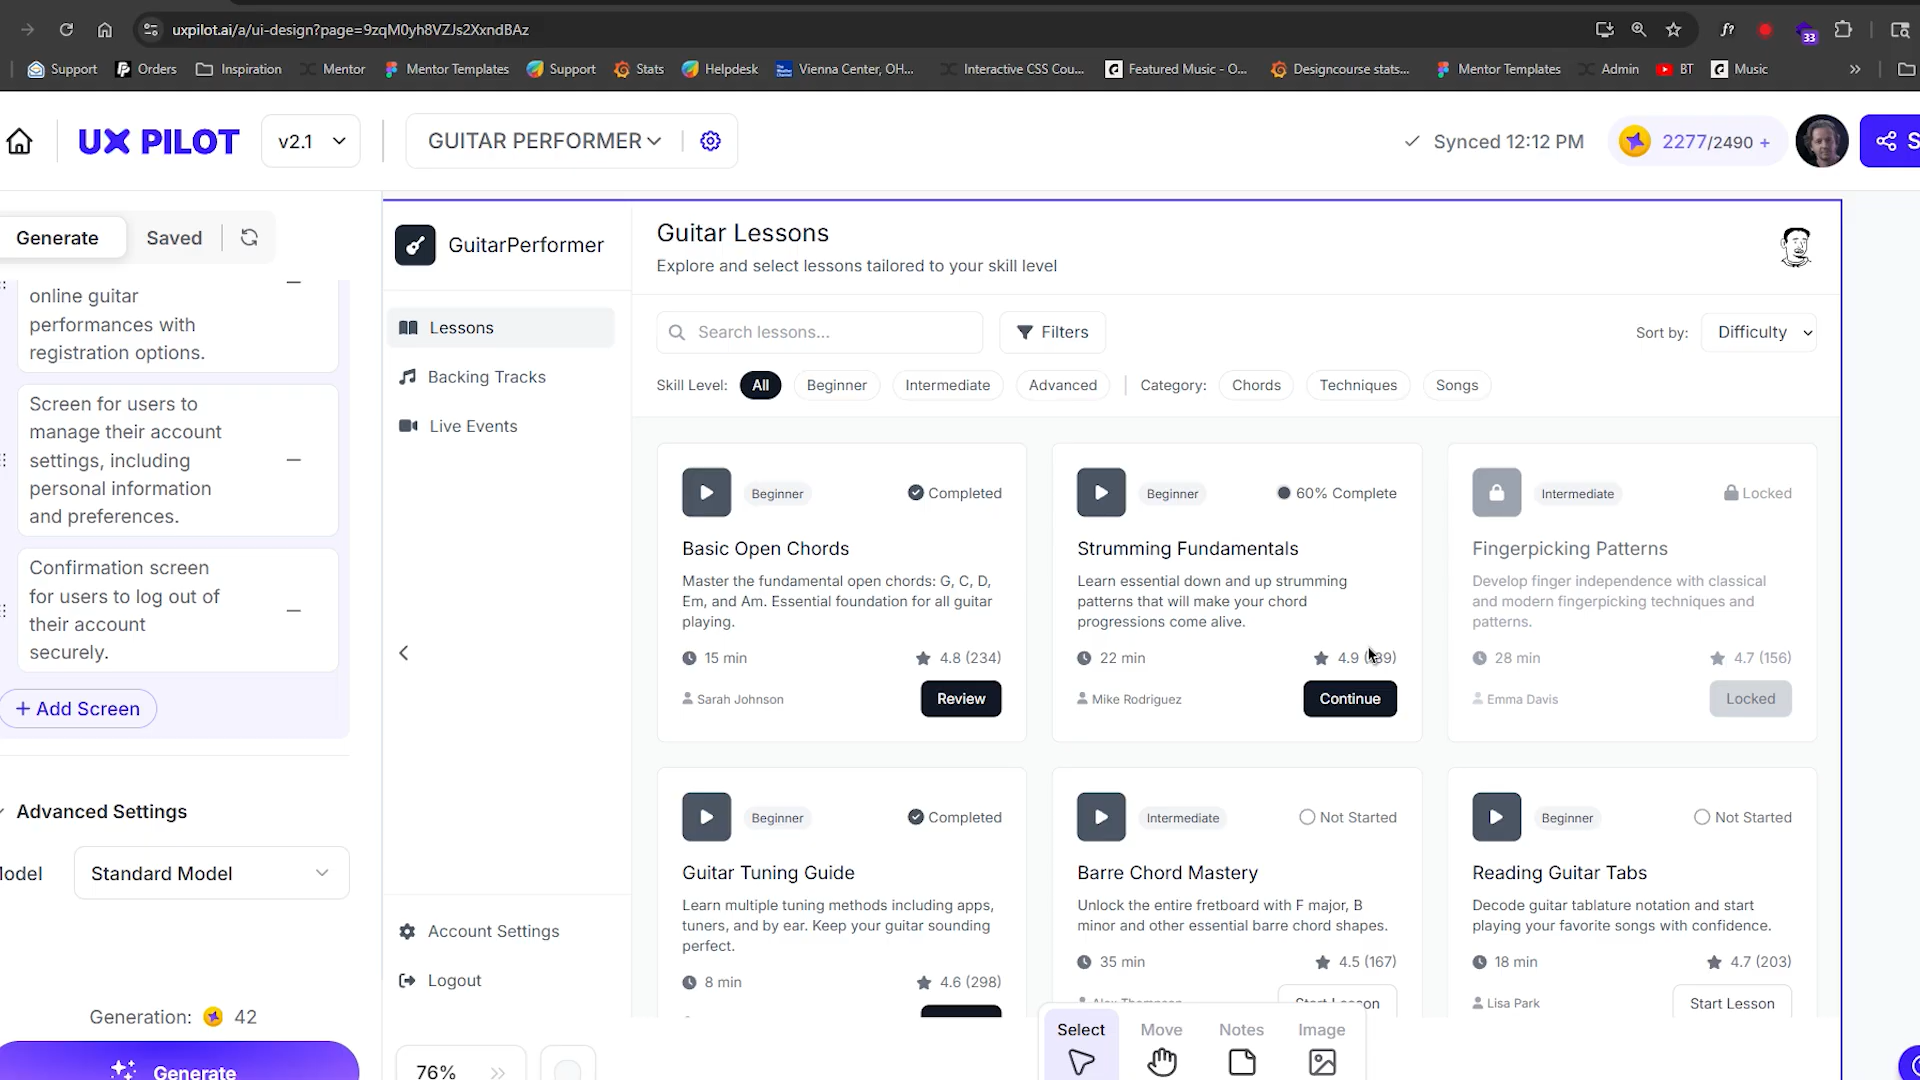 uxpilot.ai/a/ui-design?page=9zqM0yh8VZJs2XxndBAz
f?
33
Support
Orders
Inspiration
Mentor
Mentor Templates
Support
Stats
Helpdesk
Vienna Center, OH...
Interactive CSS Cou...
Featured Music - O...
Designcourse stats...
Mentor Templates
Admin
BT
Music
UX PILOT
v2.1
GUITAR PERFORMER
Synced 12:12 PM
2277/2490 +
S
Generate
Saved
online guitar
performances with
registration options.
Screen for users to
manage their account
settings, including
personal information
and preferences.
Confirmation screen
for users to log out of
their account
securely.
+ Add Screen
Advanced Settings
odel
Standard Model
Generation: 42
Generate
GuitarPerformer
Lessons
Backing Tracks
Live Events
Account Settings
Logout
76%
Guitar Lessons
Explore and select lessons tailored to your skill level
Search lessons...
Filters
Sort by:
Difficulty
Skill Level:
All
Beginner
Intermediate
Advanced
Category:
Chords
Techniques
Songs
Beginner
Completed
Basic Open Chords
Master the fundamental open chords: G, C, D,
Em, and Am. Essential foundation for all guitar
playing.
15 min
4.8 (234)
Sarah Johnson
Review
Beginner
60% Complete
Strumming Fundamentals
Learn essential down and up strumming
patterns that will make your chord
progressions come alive.
22 min
4.9
Mike Rodriguez
Continue
Intermediate
Locked
Fingerpicking Patterns
Develop finger independence with classical
and modern fingerpicking techniques and
patterns.
28 min
4.7 (156)
Emma Davis
Locked
Beginner
Completed
Guitar Tuning Guide
Learn multiple tuning methods including apps,
tuners, and by ear. Keep your guitar sounding
perfect.
8 min
4.6 (298)
Intermediate
Not Started
Barre Chord Mastery
Unlock the entire fretboard with F major, B
minor and other essential barre chord shapes.
35 min
4.5 (167)
Start Lesson
Beginner
Not Started
Reading Guitar Tabs
Decode guitar tablature notation and start
playing your favorite songs with confidence.
18 min
4.7 (203)
Lisa Park
Start Lesson
Select
Move
Notes
Image